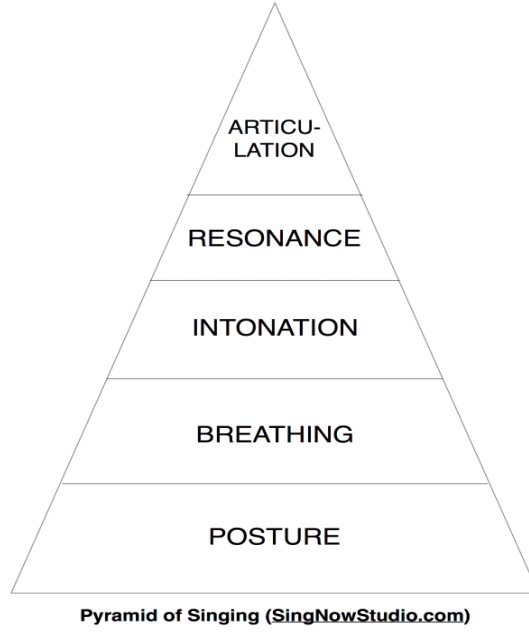 ARTICU-
LATION
RESONANCE
INTONATION
BREATHING
POSTURE
Pyramid of Singing (SingNowStudio.com)